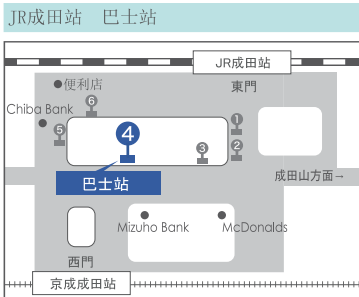 JR成田站 巴士站
JR成田站
東門
便利店
Chiba Bank
6
1
5
4
3
2
巴士站
成田山方面→
Mizuho Bank
McDonalds
西門
京成成田站